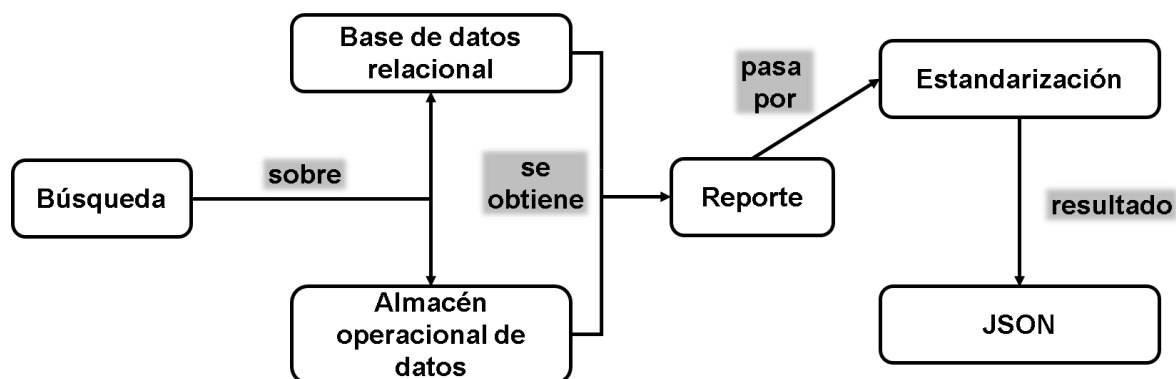 Base de datos
relacional
pasa
por
Estandarización
Búsqueda
sobre
se
obtiene
Reporte
resultado
Almacén
operacional de
datos
JSON